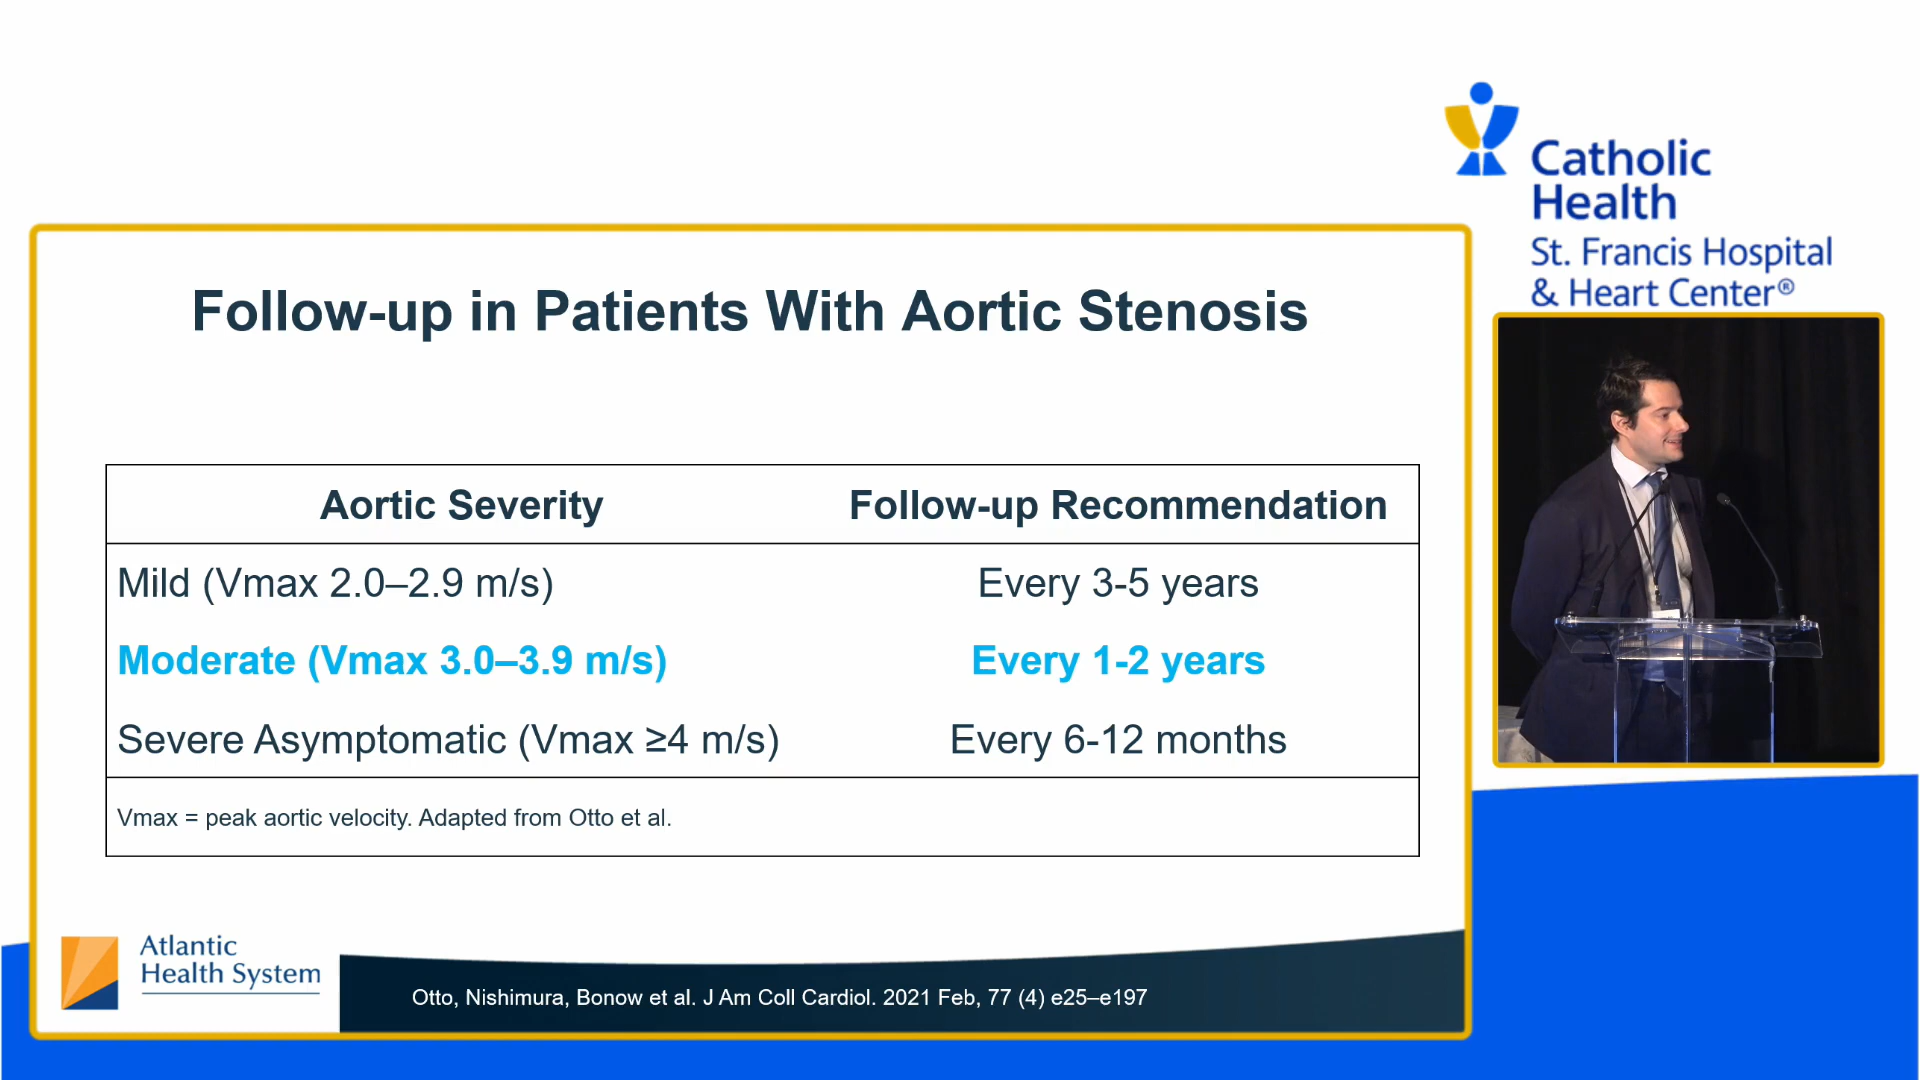 Catholic
Health
St. Francis Hospital
& Heart Center®
Follow-up in Patients With Aortic Stenosis
Aortic Severity Follow-up Recommendation
Mild (Vmax 2.0–2.9 m/s) Every 3-5 years
Moderate (Vmax 3.0–3.9 m/s) Every 1-2 years
Severe Asymptomatic (Vmax ≥4 m/s) Every 6-12 months
Vmax = peak aortic velocity. Adapted from Otto et al.
Atlantic
Health System
Otto, Nishimura, Bonow et al. J Am Coll Cardiol. 2021 Feb, 77 (4) e25–e197